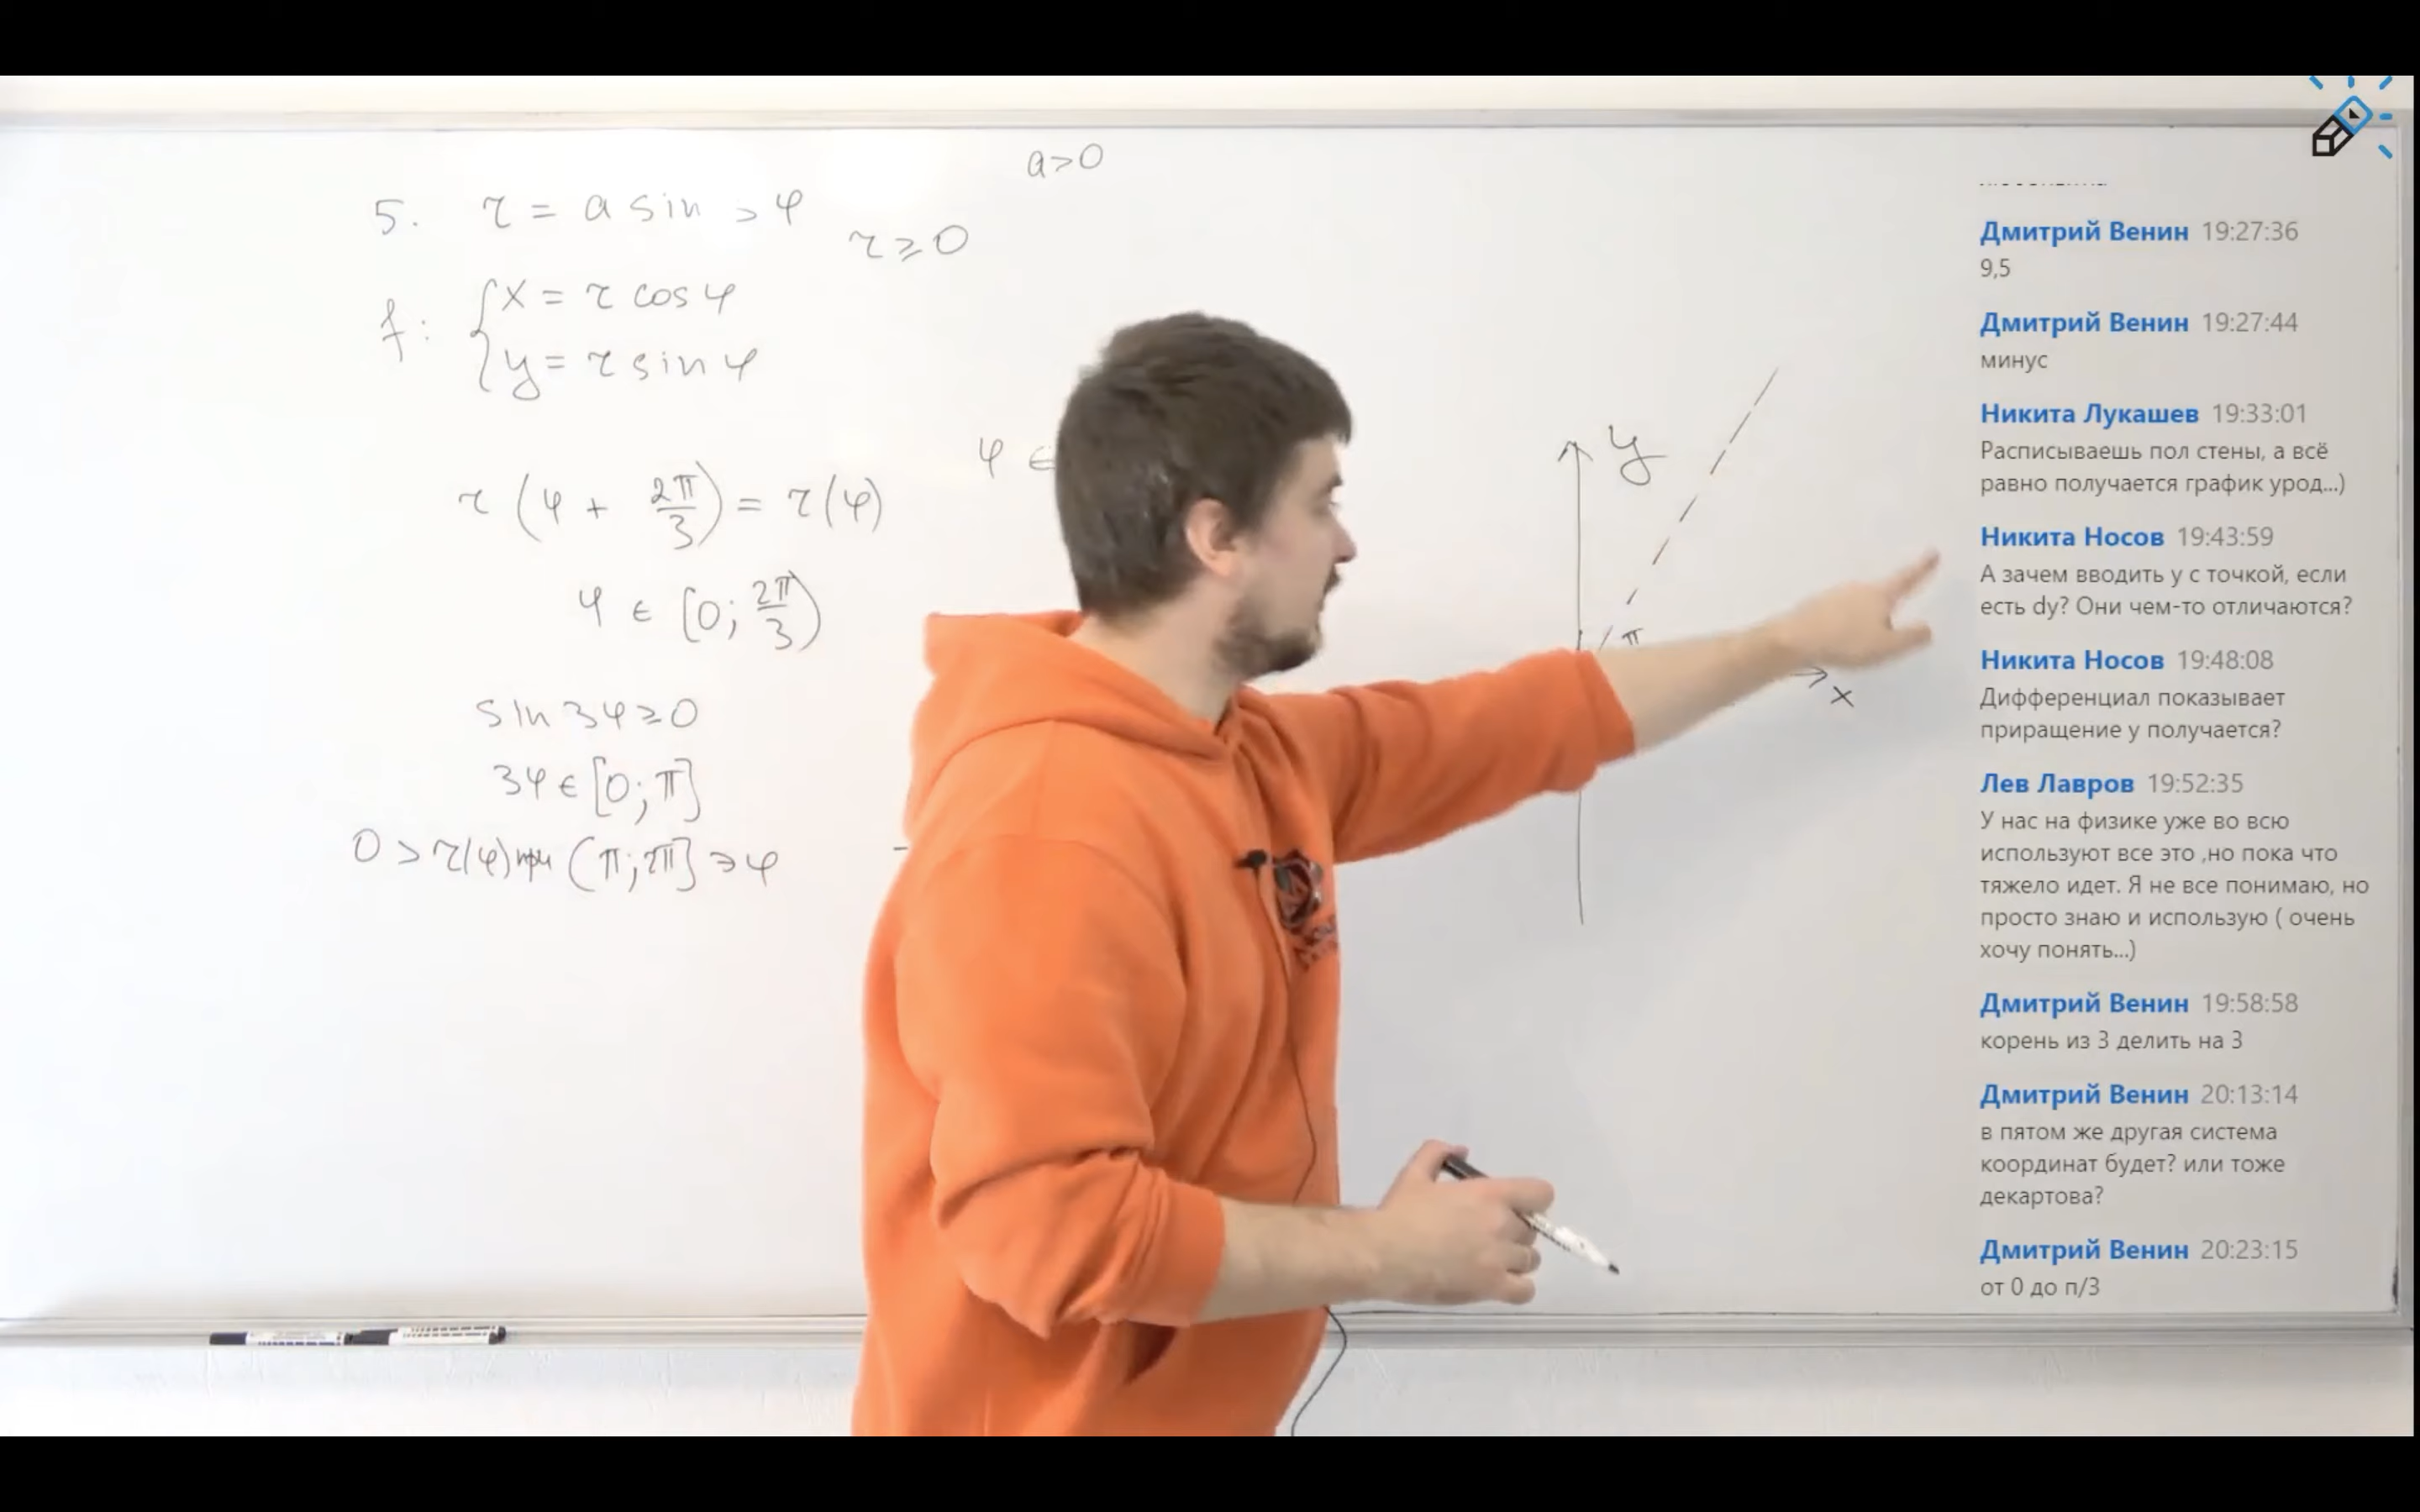 a>0
5. r = a sin 3 φ
r ⩾ 0
f: { x = r cos φ
y = r sin φ
φ ∈
r (φ + 2π/3) = r(φ)
φ ∈ [0; 2π/3)
sin 3φ ⩾ 0
3φ ∈ [0; π]
0 > r(φ) при (π; 2π] ∋ φ
y
π
x
Дмитрий Венин 19:27:36
9,5
Дмитрий Венин 19:27:44
минус
Никита Лукашев 19:33:01
Расписываешь пол стены, а всё
равно получается график урод...)
Никита Носов 19:43:59
А зачем вводить у с точкой, если
есть dy? Они чем-то отличаются?
Никита Носов 19:48:08
Дифференциал показывает
приращение у получается?
Лев Лавров 19:52:35
У нас на физике уже во всю
используют все это ,но пока что
тяжело идет. Я не все понимаю, но
просто знаю и использую ( очень
хочу понять...)
Дмитрий Венин 19:58:58
корень из 3 делить на 3
Дмитрий Венин 20:13:14
в пятом же другая система
координат будет? или тоже
декартова?
Дмитрий Венин 20:23:15
от 0 до п/3